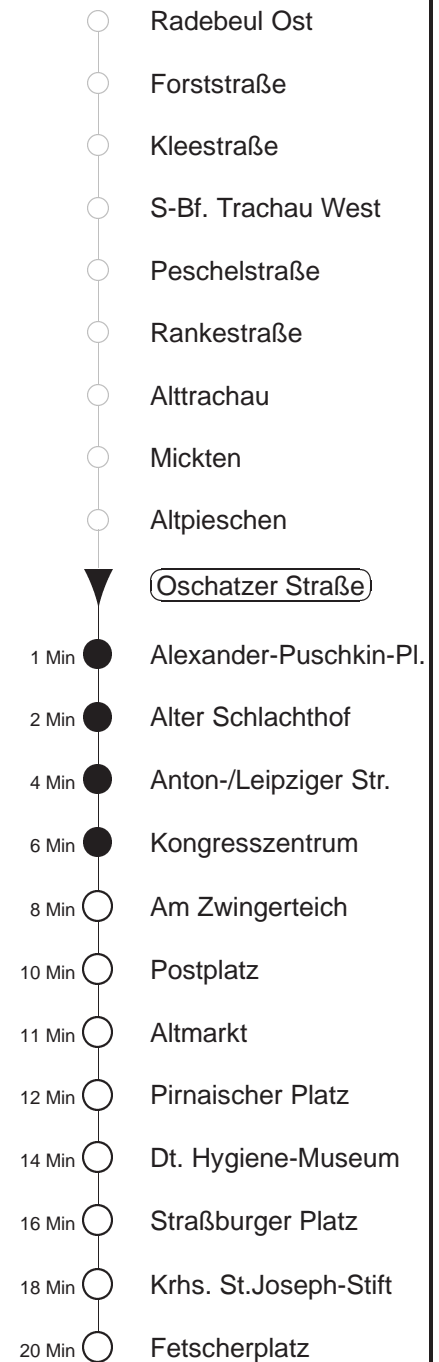 Radebeul Ost
Forststraße
Kleestraße
S-Bf. Trachau West
Peschelstraße
Rankestraße
Alttrachau
Mickten
Altpieschen
Oschatzer Straße
1 Min Alexander-Puschkin-Pl.
2 Min Alter Schlachthof
4 Min Anton-/Leipziger Str.
6 Min Kongresszentrum
8 Min Am Zwingerteich
10 Min Postplatz
11 Min Altmarkt
12 Min Pirnaischer Platz
14 Min Dt. Hygiene-Museum
16 Min Straßburger Platz
18 Min Krhs. St.Joseph-Stift
20 Min Fetscherplatz